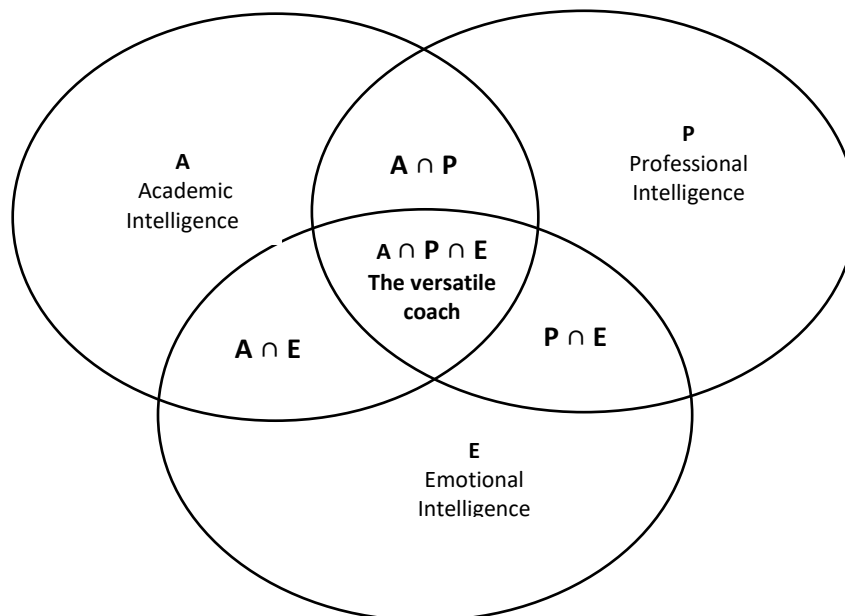 A
Academic
Intelligence
A ∩ P
P
Professional
Intelligence
A ∩ P ∩ E
The versatile
coach
A ∩ E
P ∩ E
E
Emotional
Intelligence